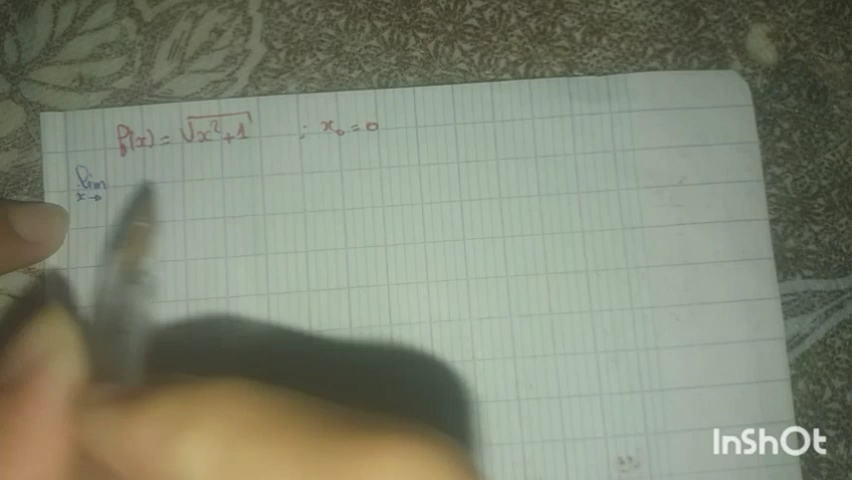 f(x) = √x²+1 ; x₀ = 0
lim
x→
InShOt